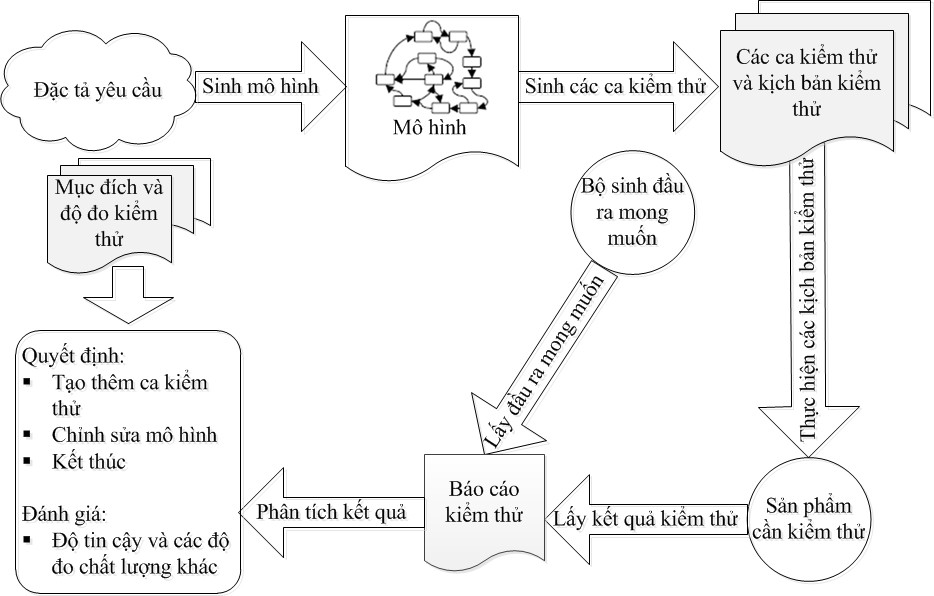 Đặc tả yêu cầu
Sinh mô hình
Mô hình
Sinh các ca kiểm thử
Các ca kiểm thử
và kịch bản kiểm
thử
Mục đích và
độ đo kiểm
thử
Bộ sinh đầu
ra mong
muốn
Lấy đầu ra mong muốn
Thực hiện các kịch bản kiểm thử
Quyết định:
▪ Tạo thêm ca kiểm
thử
▪ Chỉnh sửa mô hình
▪ Kết thúc
Đánh giá:
▪ Độ tin cậy và các độ
đo chất lượng khác
Phân tích kết quả
Báo cáo
kiểm thử
Lấy kết quả kiểm thử
Sản phẩm
cần kiểm thử